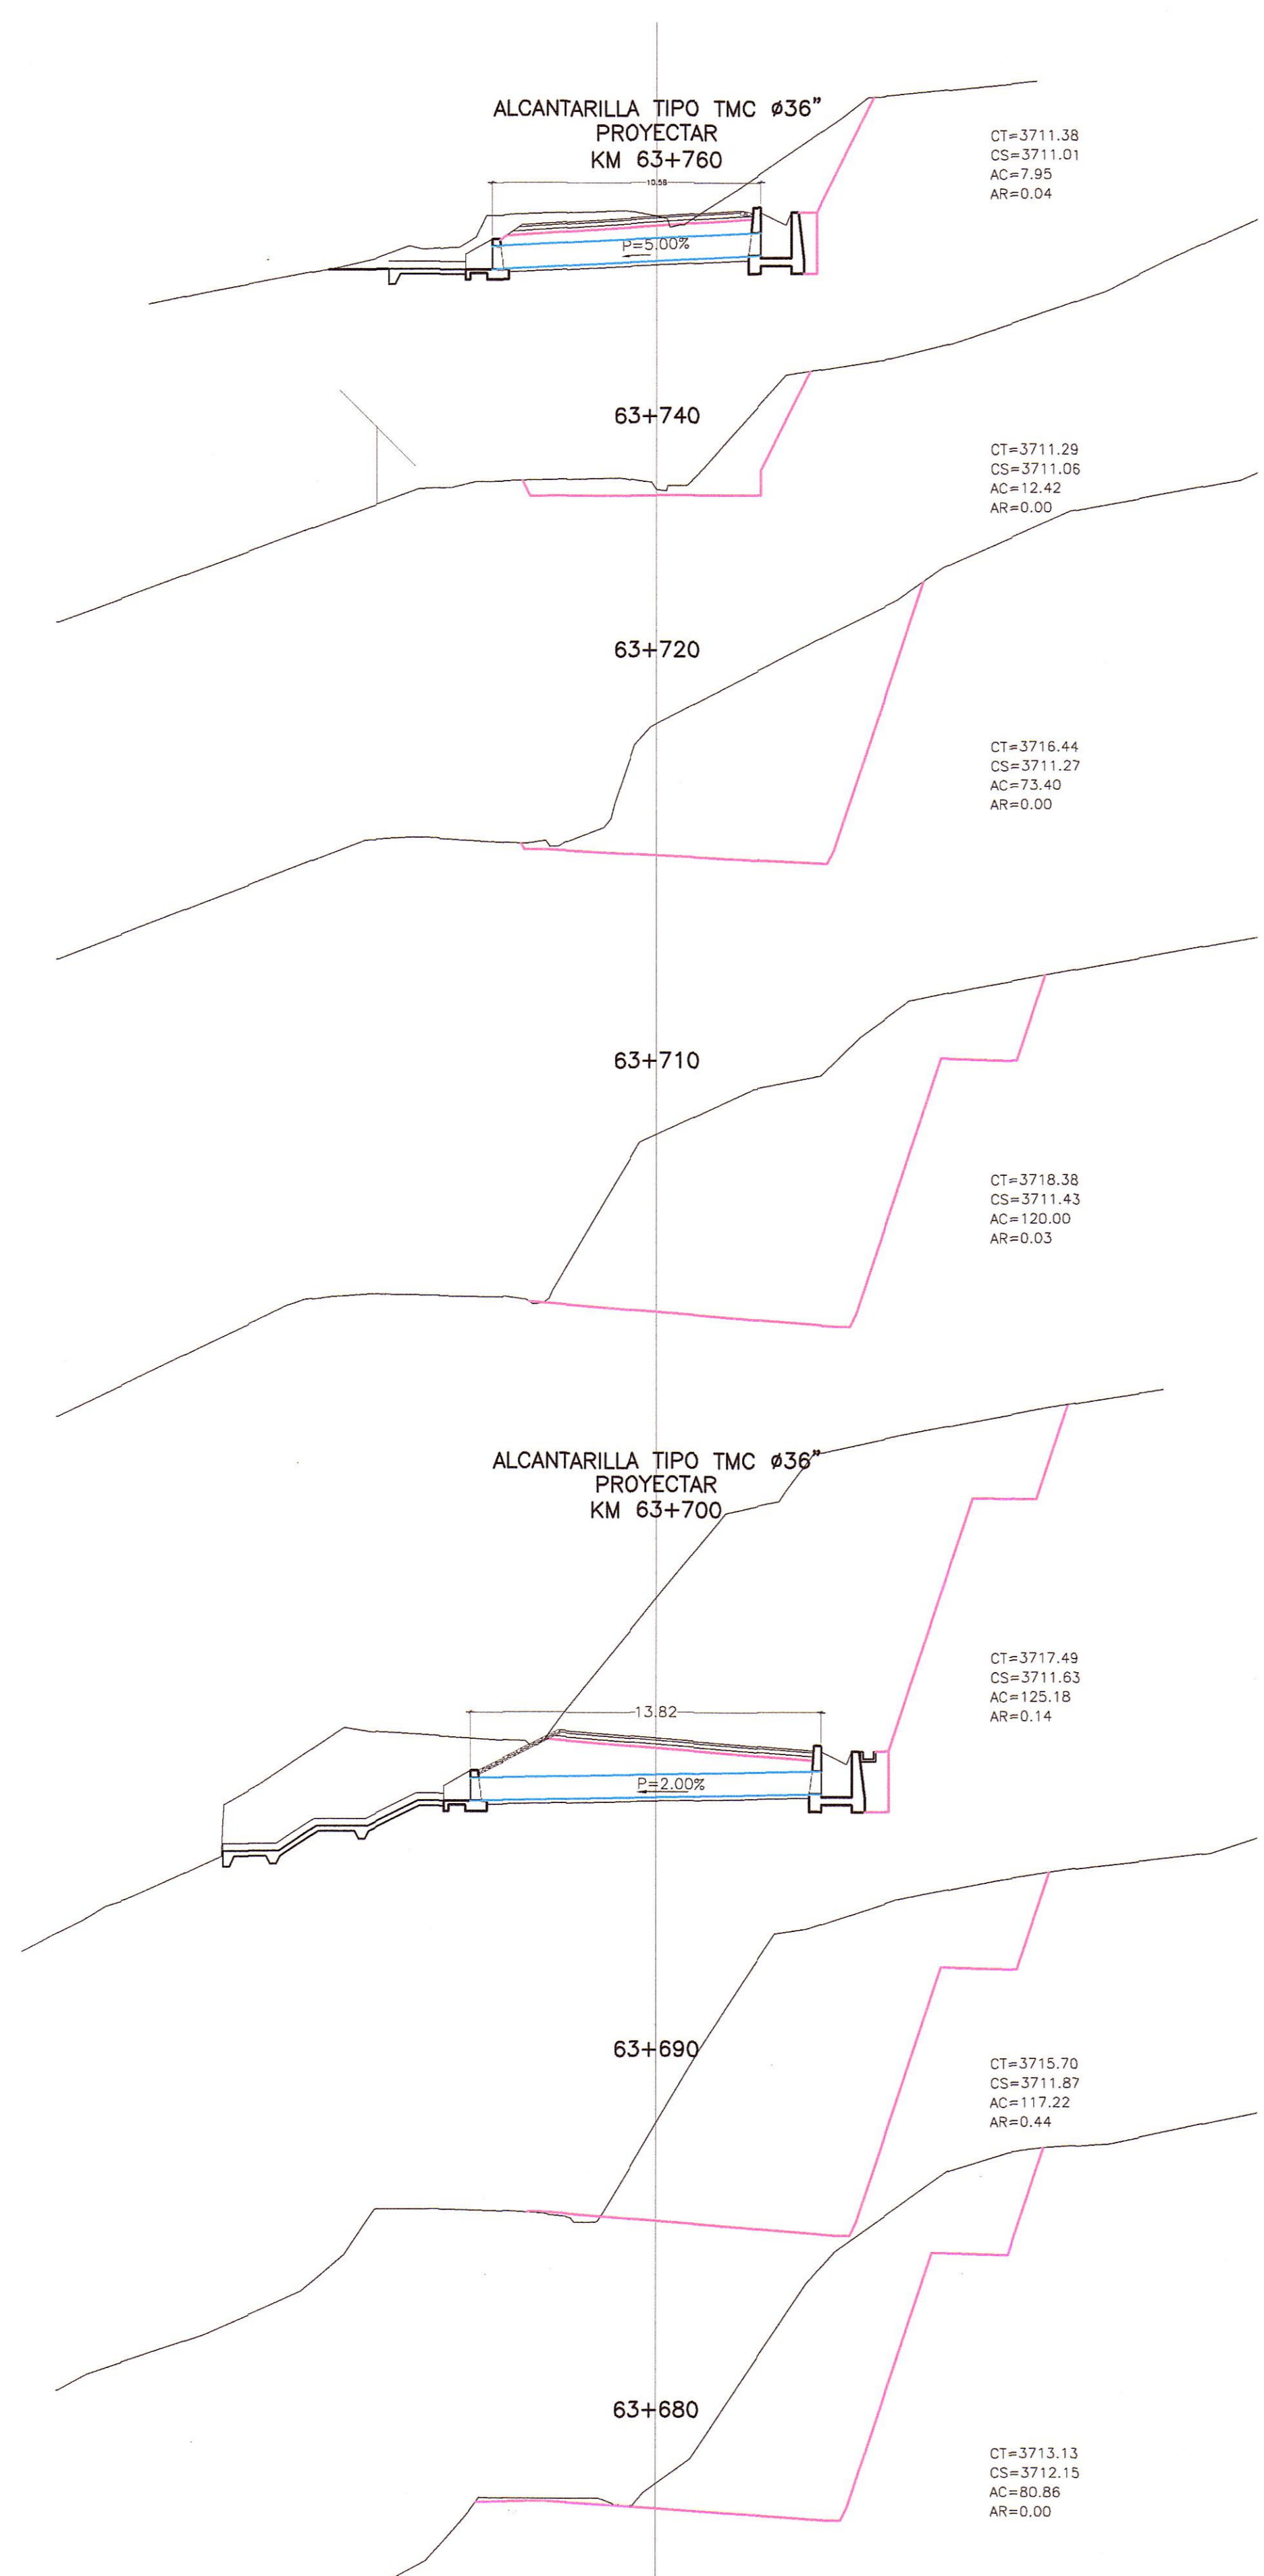 ALCANTARILLA TIPO TMC ø36"
PROYECTAR
KM 63+760
10.58
P=5.00%
CT=3711.38
CS=3711.01
AC=7.95
AR=0.04
63+740
CT=3711.29
CS=3711.06
AC=12.42
AR=0.00
63+720
CT=3716.44
CS=3711.27
AC=73.40
AR=0.00
63+710
CT=3718.38
CS=3711.43
AC=120.00
AR=0.03
ALCANTARILLA TIPO TMC ø36"
PROYECTAR
KM 63+700
13.82
P=2.00%
CT=3717.49
CS=3711.63
AC=125.18
AR=0.14
63+690
CT=3715.70
CS=3711.87
AC=117.22
AR=0.44
63+680
CT=3713.13
CS=3712.15
AC=80.86
AR=0.00